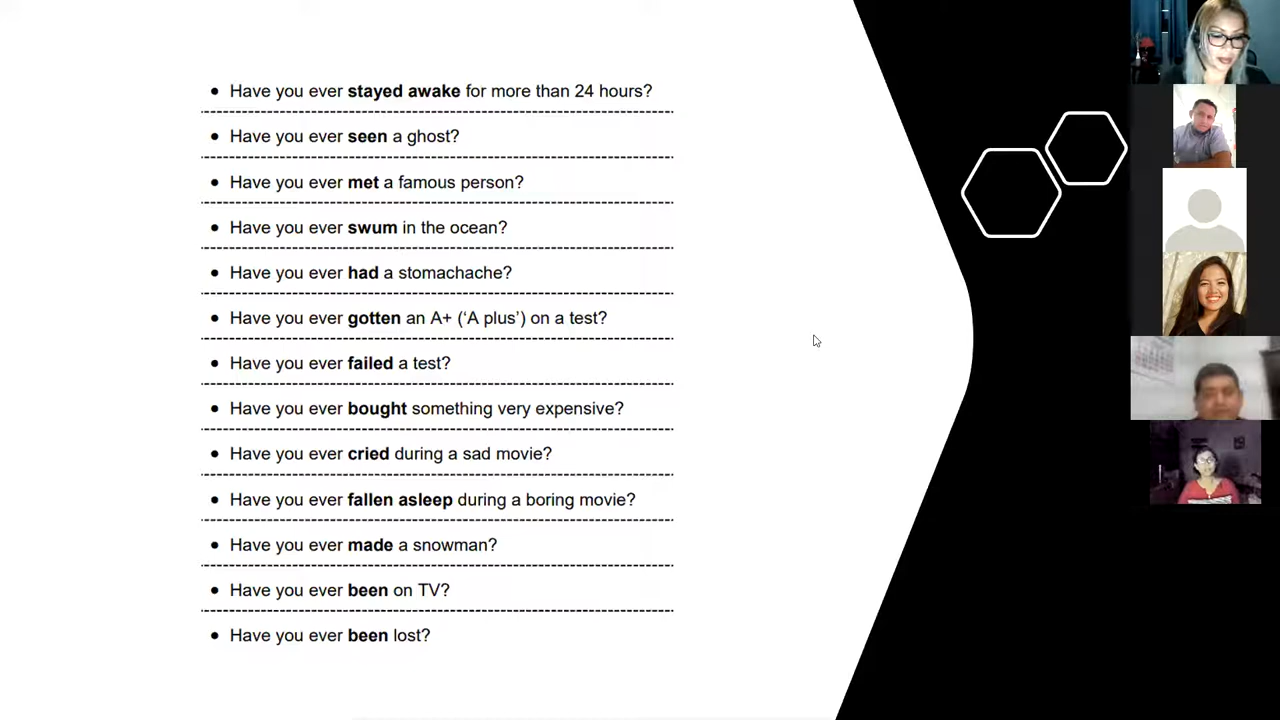 • Have you ever stayed awake for more than 24 hours?
• Have you ever seen a ghost?
• Have you ever met a famous person?
• Have you ever swum in the ocean?
• Have you ever had a stomachache?
• Have you ever gotten an A+ (‘A plus’) on a test?
• Have you ever failed a test?
• Have you ever bought something very expensive?
• Have you ever cried during a sad movie?
• Have you ever fallen asleep during a boring movie?
• Have you ever made a snowman?
• Have you ever been on TV?
• Have you ever been lost?